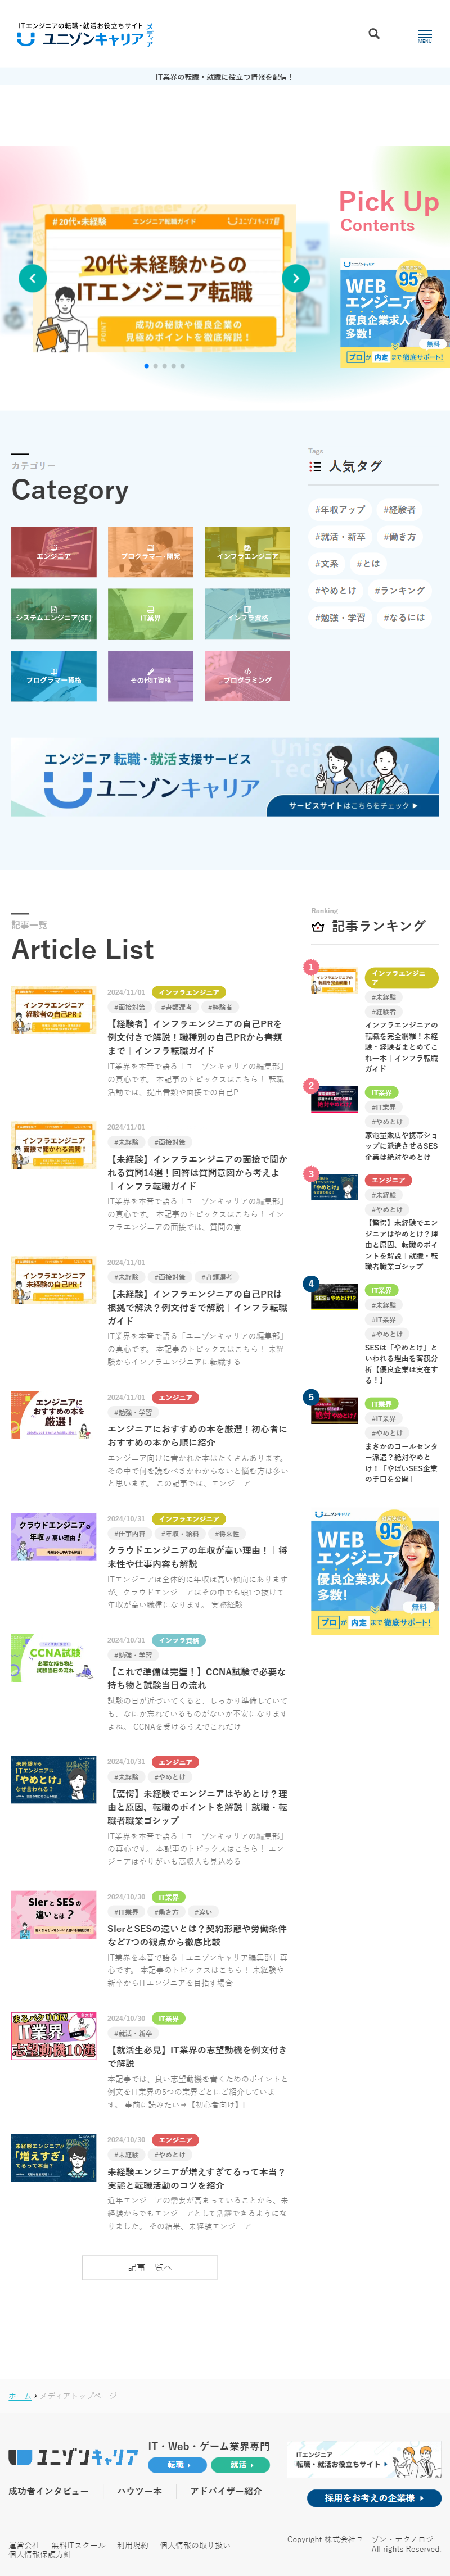 ITエンジニアの転職・就活お役立ちサイト
ユニゾンキャリア
メディア
MENU
IT業界の転職・就職に役立つ情報を配信！
Pick Up
Contents
# 20代×未経験
エンジニア転職ガイド
ユニゾンキャリア
20代未経験からの
ITエンジニア転職
POINT
成功の秘訣や優良企業の
見極めポイントを徹底解説！
ユニゾンキャリア
95
WEB
エンジニア
優良企業求人
多数！
無料
プロが内定まで徹底サポート！
カテゴリー
Category
エンジニア
プログラマー・開発
インフラエンジニア
システムエンジニア(SE)
IT業界
インフラ資格
プログラマー資格
その他IT資格
プログラミング
Tags
人気タグ
#年収アップ
#経験者
#就活・新卒
#働き方
#文系
#とは
#やめとけ
#ランキング
#勉強・学習
#なるには
エンジニア転職・就活支援サービス
ユニゾンキャリア
サービスサイトはこちらをチェック ▶
記事一覧
Article List
インフラエンジニア
経験者の自己PR！
2024/11/01
インフラエンジニア
#面接対策
#書類選考
#経験者
【経験者】インフラエンジニアの自己PRを
例文付きで解説！職種別の自己PRから書類
まで｜インフラ転職ガイド
IT業界を本音で語る「ユニゾンキャリアの編集部」
の真心です。 本記事のトピックスはこちら！ 転職
活動では、提出書類や面接での自己P
インフラエンジニア
面接で聞かれる質問！
2024/11/01
#未経験
#面接対策
【未経験】インフラエンジニアの面接で聞か
れる質問14選！回答は質問意図から考えよ
｜インフラ転職ガイド
IT業界を本音で語る「ユニゾンキャリアの編集部」
の真心です。 本記事のトピックスはこちら！ イン
フラエンジニアの面接では、質問の意
インフラエンジニア
未経験の自己PR！
2024/11/01
#未経験
#面接対策
#書類選考
【未経験】インフラエンジニアの自己PRは
根拠で解決？例文付きで解説｜インフラ転職
ガイド
IT業界を本音で語る「ユニゾンキャリアの編集部」
の真心です。 本記事のトピックスはこちら！ 未経
験からインフラエンジニアに転職する
エンジニアに
おすすめの本を
厳選！
2024/11/01
エンジニア
#勉強・学習
エンジニアにおすすめの本を厳選！初心者に
おすすめの本から順に紹介
エンジニア向けに書かれた本はたくさんあります。
その中で何を読むべきかわからないと悩む方は多い
と思います。 この記事では、エンジニア
クラウドエンジニアの
年収が高い理由！
2024/10/31
インフラエンジニア
#仕事内容
#年収・給料
#将来性
クラウドエンジニアの年収が高い理由！｜将
来性や仕事内容も解説
ITエンジニアは全体的に年収は高い傾向にあります
が、クラウドエンジニアはその中でも頭1つ抜けて
年収が高い職種になります。 実務経験
CCNA試験
必要な持ち物と
試験当日の流れ
2024/10/31
インフラ資格
#勉強・学習
【これで準備は完璧！】CCNA試験で必要な
持ち物と試験当日の流れ
試験の日が近づいてくると、しっかり準備していて
も、なにか忘れているものがないか不安になります
よね。 CCNAを受けるうえでこれだけ
未経験から
ITエンジニアは
「やめとけ」
なぜ言われる？
2024/10/31
エンジニア
#未経験
#やめとけ
【驚愕】未経験でエンジニアはやめとけ？理
由と原因、転職のポイントを解説｜就職・転
職者職業ゴシップ
IT業界を本音で語る「ユニゾンキャリアの編集部」
の真心です。 本記事のトピックスはこちら！ エン
ジニアはやりがいも高収入も見込める
SIerとSESの
違いとは？
2024/10/30
IT業界
#IT業界
#働き方
#違い
SIerとSESの違いとは？契約形態や労働条件
など7つの観点から徹底比較
IT業界を本音で語る「ユニゾンキャリア編集部」真
心です。 本記事のトピックスはこちら！ 未経験や
新卒からITエンジニアを目指す場合
まるパクリOK！
IT業界
志望動機10選
2024/10/30
IT業界
#就活・新卒
【就活生必見】IT業界の志望動機を例文付き
で解説
本記事では、良い志望動機を書くためのポイントと
例文をIT業界の5つの業界ごとにご紹介していま
す。 事前に読みたい⇒【初心者向け】I
未経験エンジニアが
「増えすぎ」
てるって本当？
2024/10/30
エンジニア
#未経験
#やめとけ
未経験エンジニアが増えすぎてるって本当？
実態と転職活動のコツを紹介
近年エンジニアの需要が高まっていることから、未
経験からでもエンジニアとして活躍できるようにな
りました。 その結果、未経験エンジニア
記事一覧へ
Ranking
記事ランキング
1
インフラエンジニ
ア
#未経験
#経験者
インフラエンジニアの
転職を完全網羅！未経
験・経験者まとめてこ
れ一本｜インフラ転職
ガイド
2
IT業界
#IT業界
#やめとけ
家電量販店や携帯ショ
ップに派遣させるSES
企業は絶対やめとけ
3
エンジニア
#未経験
#やめとけ
【驚愕】未経験でエン
ジニアはやめとけ？理
由と原因、転職のポイ
ントを解説｜就職・転
職者職業ゴシップ
4
IT業界
#未経験
#IT業界
#やめとけ
SESは「やめとけ」と
いわれる理由を客観分
析【優良企業は実在す
る！】
5
IT業界
#IT業界
#やめとけ
まさかのコールセンタ
ー派遣？絶対やめと
け！「やばいSES企業
の手口を公開」
ユニゾンキャリア
95
WEB
エンジニア
優良企業求人
多数！
無料
プロが内定まで徹底サポート！
ホーム › メディアトップページ
ユニゾンキャリア
IT・Web・ゲーム業界専門
転職
就活
ITエンジニア
転職・就活お役立ちサイト
成功者インタビュー
ハウツー本
アドバイザー紹介
採用をお考えの企業様
運営会社
無料ITスクール
利用規約
個人情報の取り扱い
個人情報保護方針
Copyright 株式会社ユニゾン・テクノロジー
All rights Reserved.